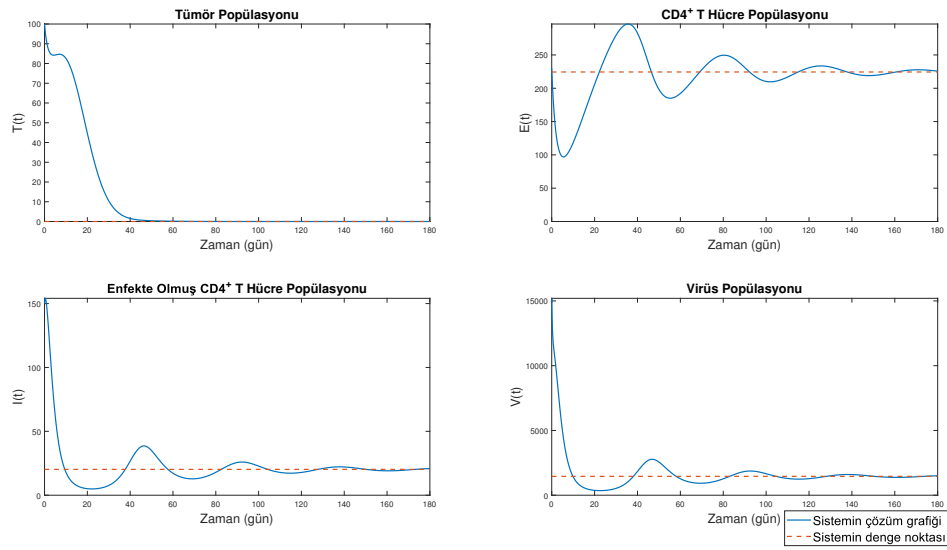 Tümör Popülasyonu
T(t)
100
90
80
70
60
50
40
30
20
10
0
0 20 40 60 80 100 120 140 160 180
Zaman (gün)
CD4⁺ T Hücre Popülasyonu
E(t)
250
200
150
100
50
0
0 20 40 60 80 100 120 140 160 180
Zaman (gün)
Enfekte Olmuş CD4⁺ T Hücre Popülasyonu
I(t)
150
100
50
0
0 20 40 60 80 100 120 140 160 180
Zaman (gün)
Virüs Popülasyonu
V(t)
15000
10000
5000
0
0 20 40 60 80 100 120 140 160 180
Zaman (gün)
Sistemin çözüm grafiği
Sistemin denge noktası